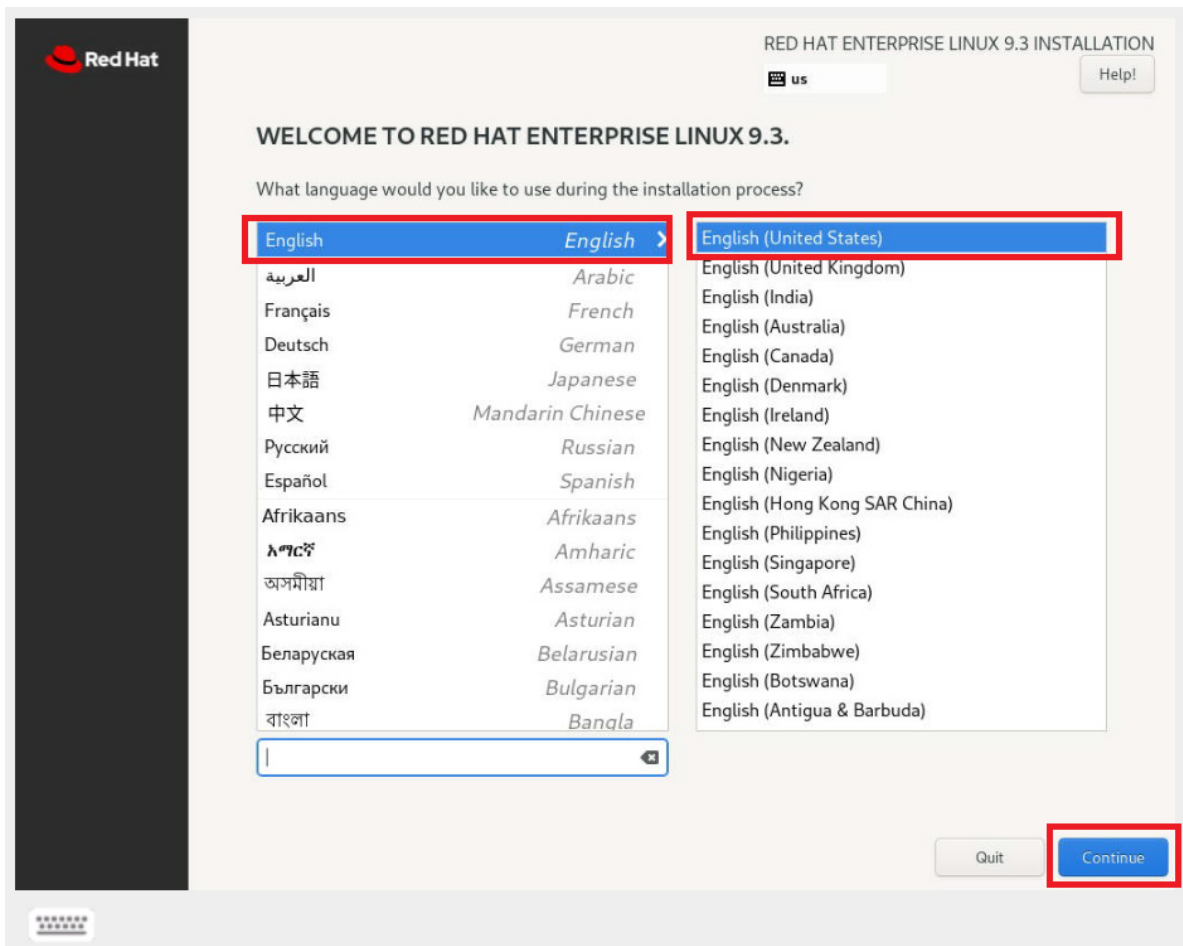 Red Hat
RED HAT ENTERPRISE LINUX 9.3 INSTALLATION
us
Help!
WELCOME TO RED HAT ENTERPRISE LINUX 9.3.
What language would you like to use during the installation process?
English English
العربية Arabic
Français French
Deutsch German
日本語 Japanese
中文 Mandarin Chinese
Русский Russian
Español Spanish
Afrikaans Afrikaans
አማርኛ Amharic
অসমীয়া Assamese
Asturianu Asturian
Беларуская Belarusian
Български Bulgarian
বাংলা Bangla
English (United States)
English (United Kingdom)
English (India)
English (Australia)
English (Canada)
English (Denmark)
English (Ireland)
English (New Zealand)
English (Nigeria)
English (Hong Kong SAR China)
English (Philippines)
English (Singapore)
English (South Africa)
English (Zambia)
English (Zimbabwe)
English (Botswana)
English (Antigua & Barbuda)
Quit
Continue